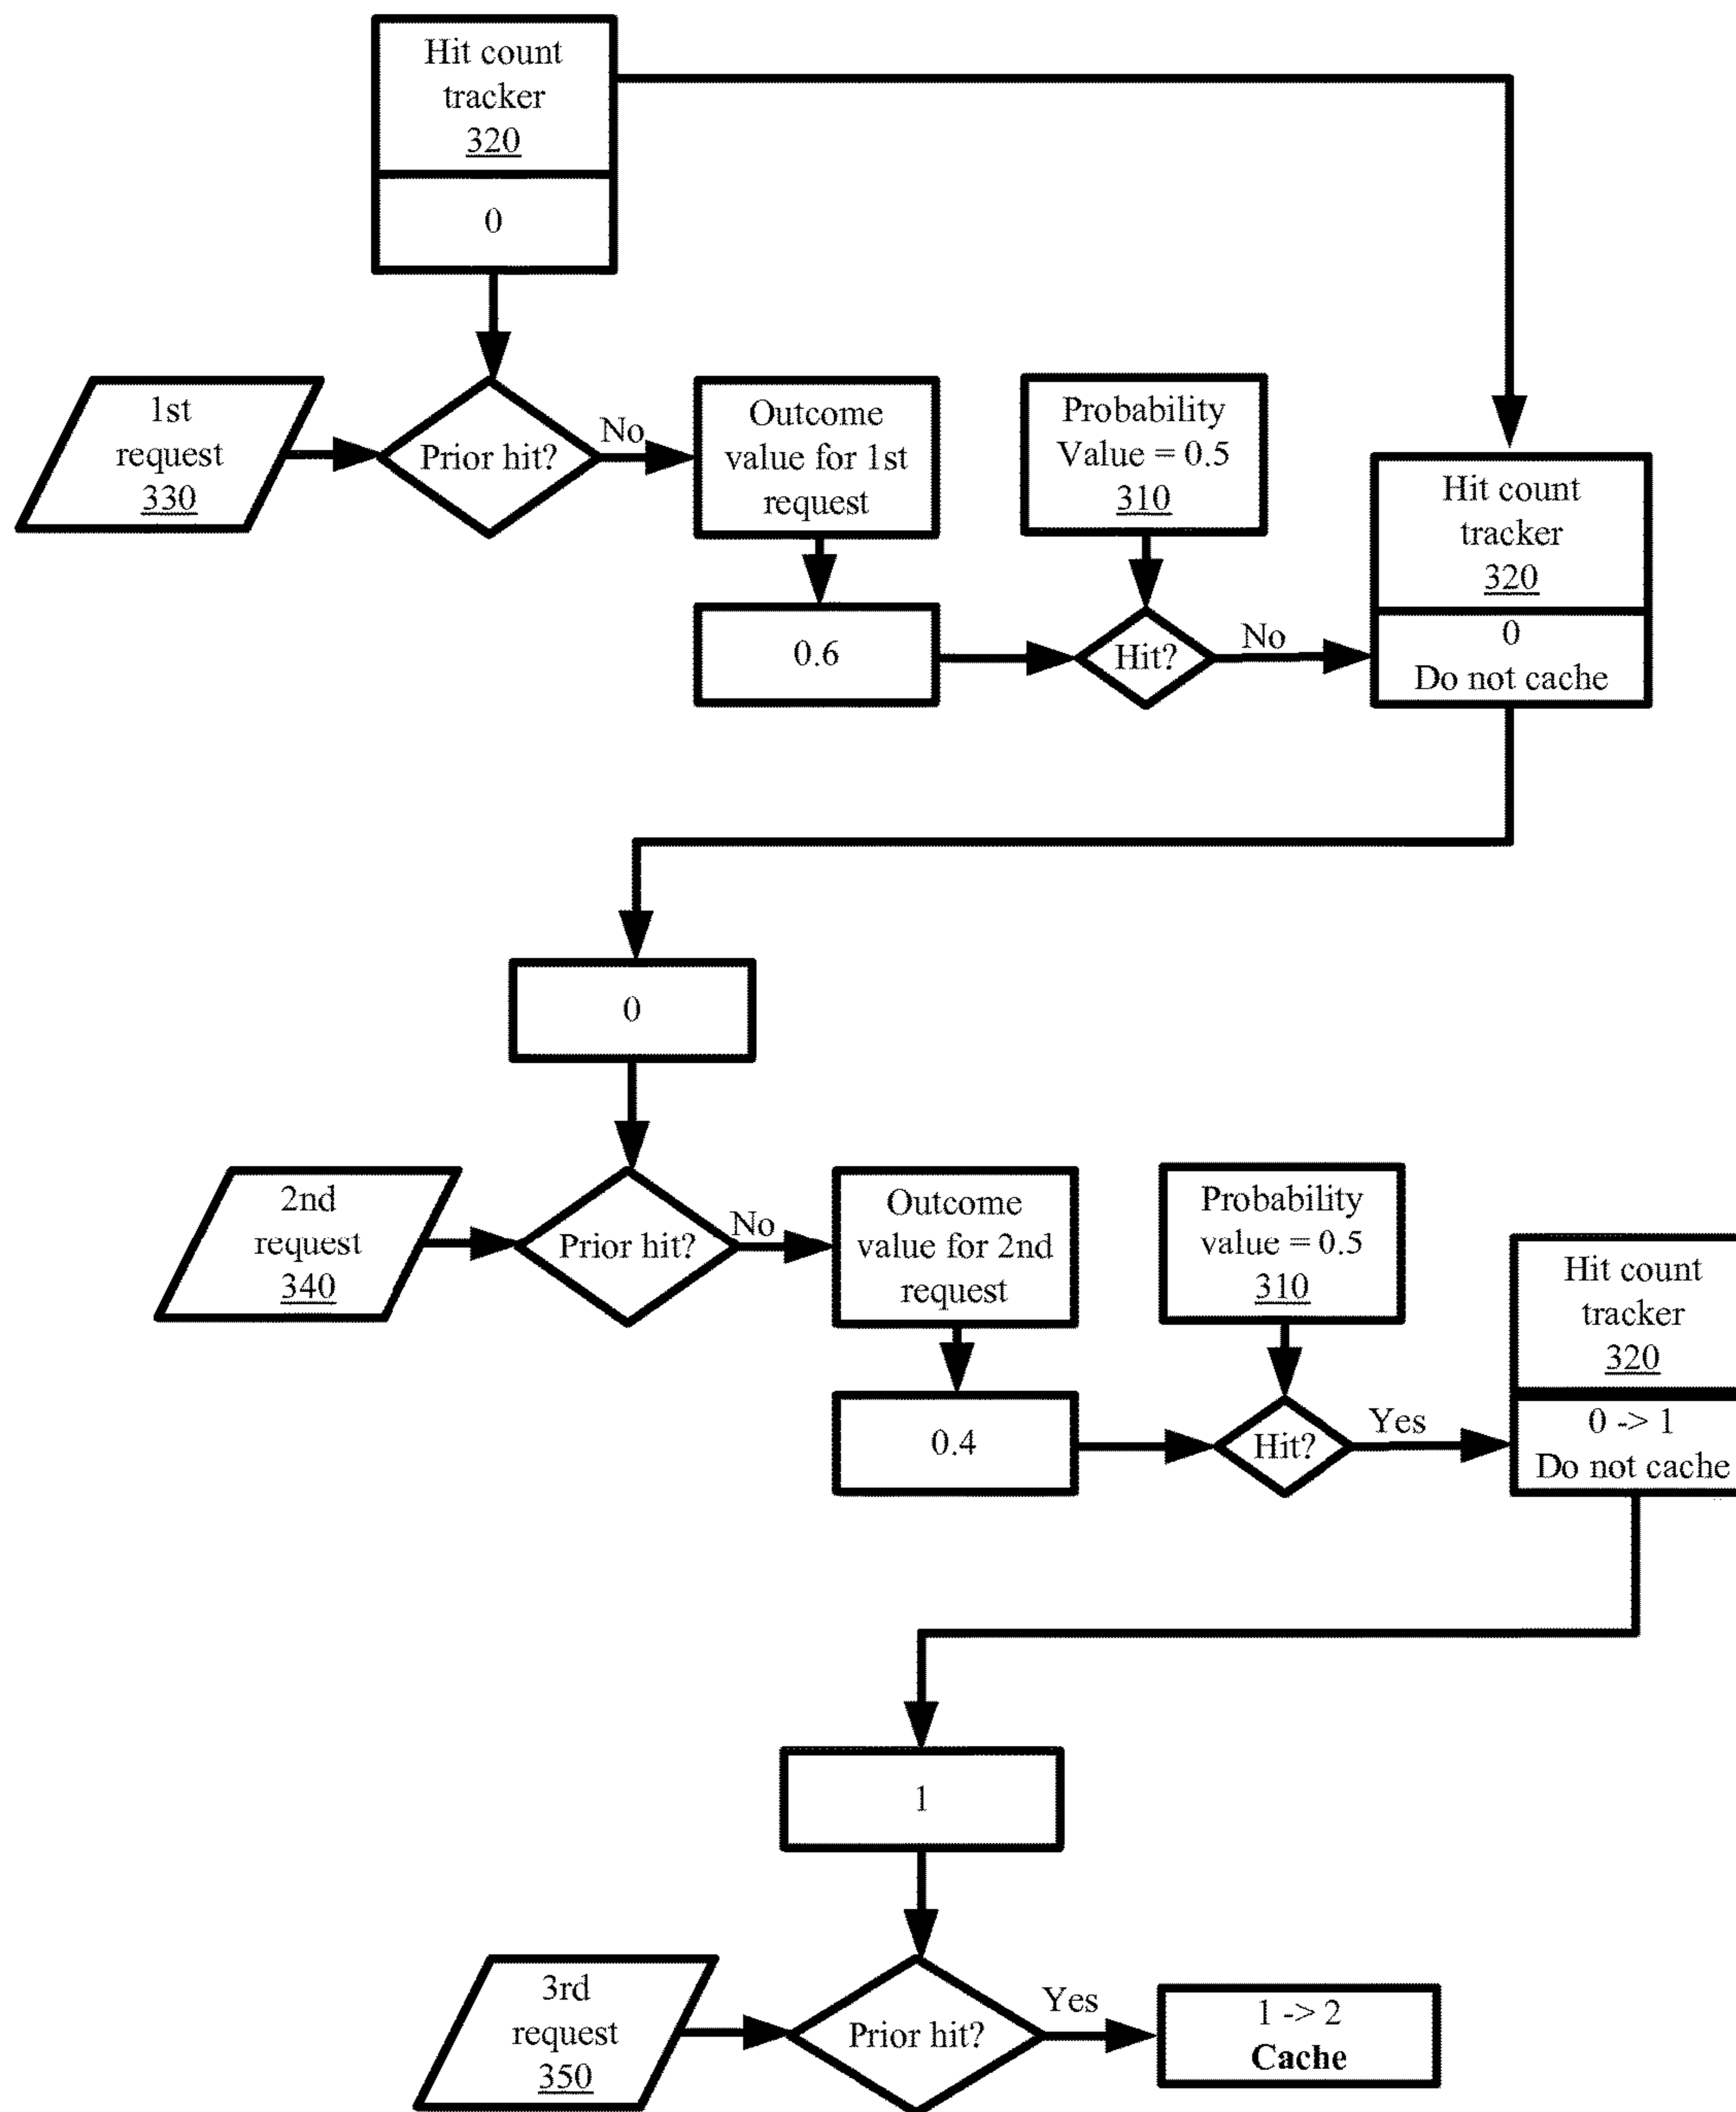 Hit count
tracker
320
0
1st
request
330
Prior hit?
No
Outcome
value for 1st
request
Probability
Value = 0.5
310
Hit count
tracker
320
0
Do not cache
0.6
Hit?
No
0
2nd
request
340
Prior hit?
No
Outcome
value for 2nd
request
Probability
value = 0.5
310
Hit count
tracker
320
0 -> 1
Do not cache
0.4
Hit?
Yes
1
3rd
request
350
Prior hit?
Yes
1 -> 2
Cache